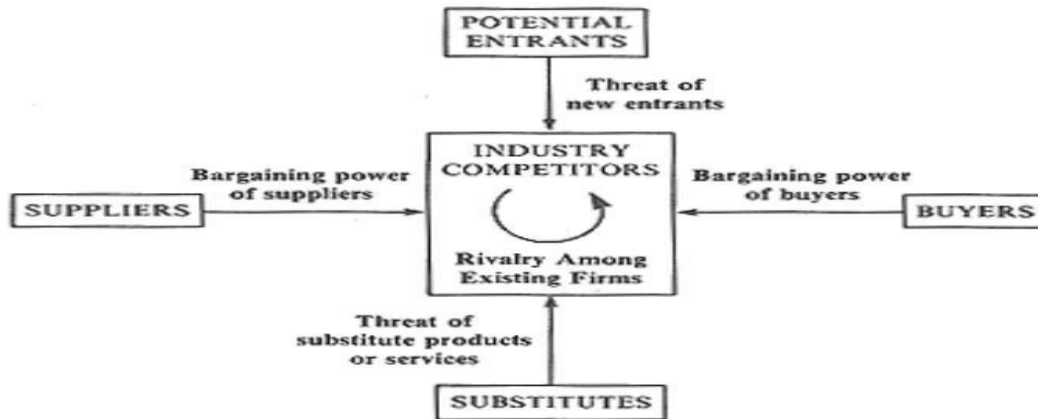 POTENTIAL
ENTRANTS
Threat of
new entrants
INDUSTRY
COMPETITORS
Bargaining power
of suppliers
Bargaining power
of buyers
SUPPLIERS
BUYERS
Rivalry Among
Existing Firms
Threat of
substitute products
or services
SUBSTITUTES